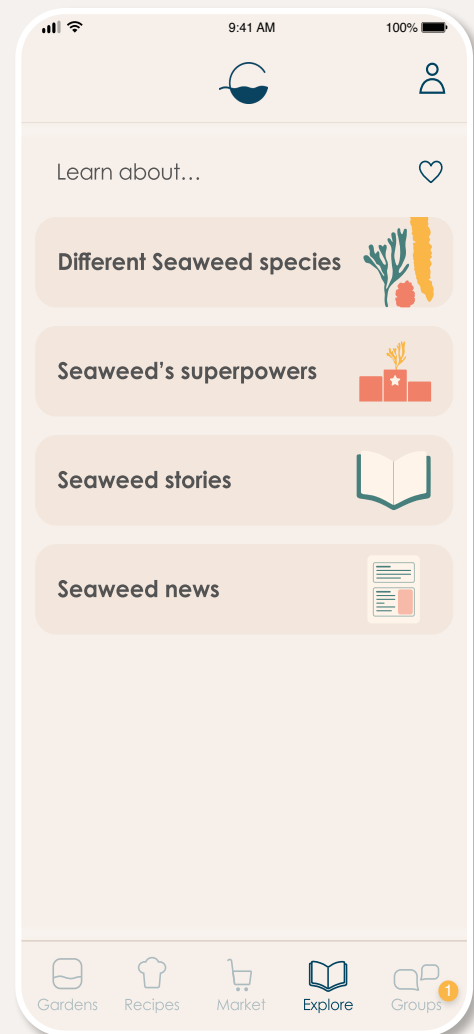 9:41 AM
100%
Learn about...
Different Seaweed species
Seaweed’s superpowers
Seaweed stories
Seaweed news
Gardens
Recipes
Market
Explore
Groups
1